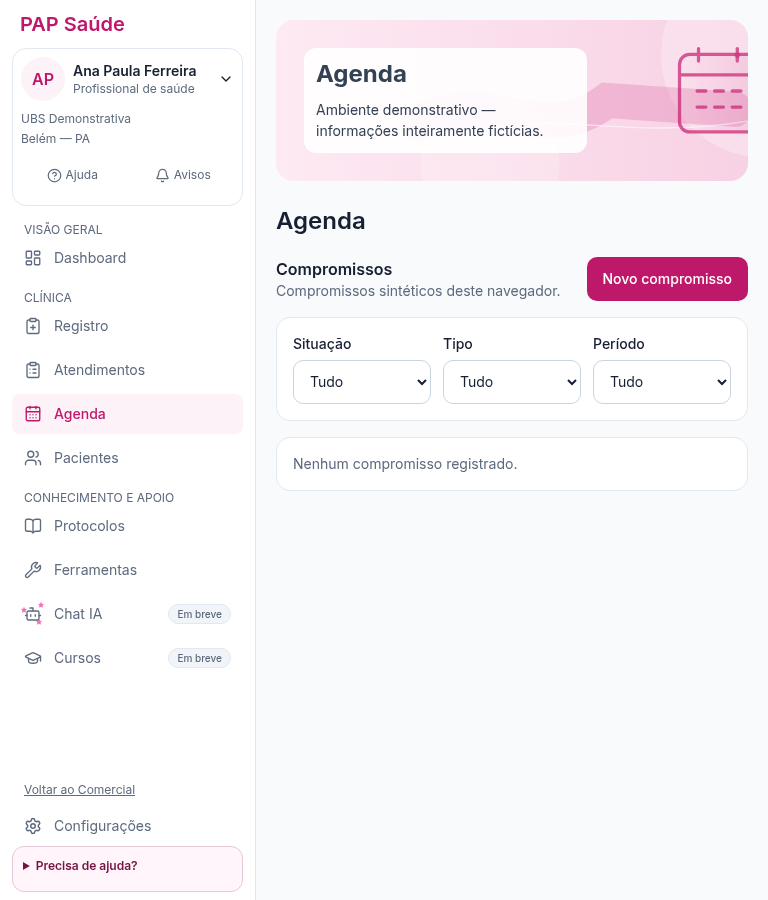 PAP Saúde
AP
Ana Paula Ferreira
Profissional de saúde
UBS Demonstrativa
Belém — PA
Ajuda
Avisos
VISÃO GERAL
Dashboard
CLÍNICA
Registro
Atendimentos
Agenda
Pacientes
CONHECIMENTO E APOIO
Protocolos
Ferramentas
Chat IA
Em breve
Cursos
Em breve
Voltar ao Comercial
Configurações
Precisa de ajuda?
Agenda
Ambiente demonstrativo —
informações inteiramente fictícias.
Agenda
Compromissos
Compromissos sintéticos deste navegador.
Novo compromisso
Situação
Tipo
Período
Tudo
Tudo
Tudo
Nenhum compromisso registrado.